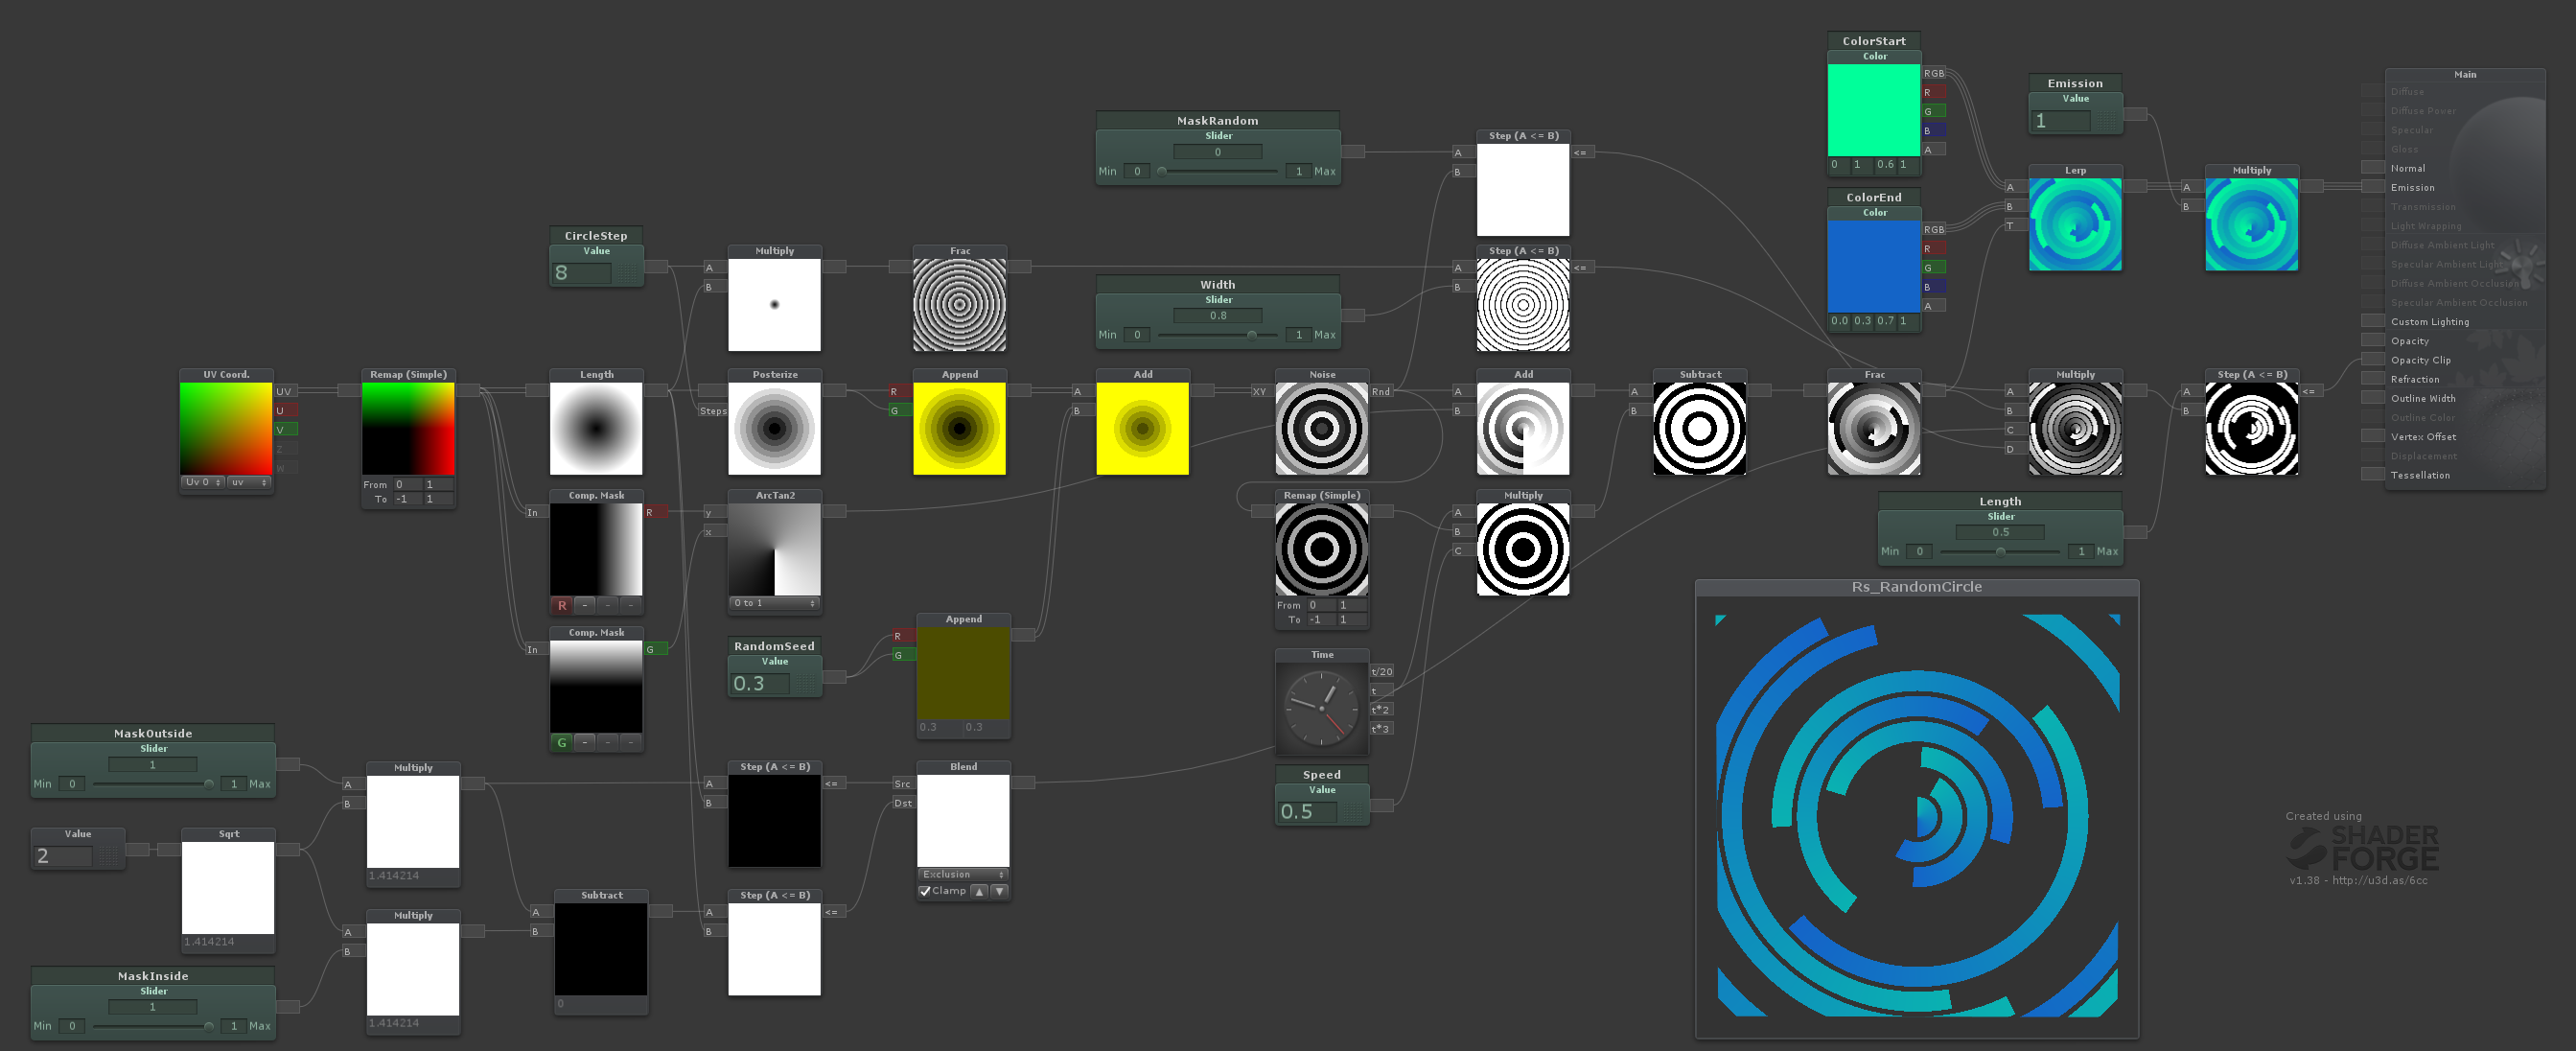 ColorStart
Color
RGB
R
G
B
A
0 1 0.6 1
ColorEnd
Color
RGB
R
G
B
A
0.0 0.3 0.7 1
Emission
Value
1
Lerp
A
B
T
Multiply
A
B
Main
Diffuse
Diffuse Power
Specular
Gloss
Normal
Emission
Transmission
Light Wrapping
Diffuse Ambient Light
Specular Ambient Light
Diffuse Ambient Occlusion
Specular Ambient Occlusion
Custom Lighting
Opacity
Opacity Clip
Refraction
Outline Width
Outline Color
Vertex Offset
Displacement
Tessellation
MaskRandom
Slider
0
Min 0 1 Max
Step (A <= B)
A <=
B
CircleStep
Value
8
Multiply
A
B
Frac
Width
Slider
0.8
Min 0 1 Max
Step (A <= B)
A <=
B
UV Coord.
UV
U
V
Z
W
Uv 0 uv
Remap (Simple)
From 0 1
To -1 1
Length
Posterize
Steps
Append
R
G
Add
A
B
Noise
XY Rnd
Add
A
B
Subtract
A
B
Frac
Multiply
A
B
C
D
Step (A <= B)
A <=
B
Comp. Mask
In R
R - - -
ArcTan2
y
x
0 to 1
Remap (Simple)
From 0 1
To -1 1
Multiply
A
B
C
Length
Slider
0.5
Min 0 1 Max
Comp. Mask
In G
G - - -
RandomSeed
Value
0.3
Append
R
G
0.3 0.3
Time
t/20
t
t*2
t*3
Speed
Value
0.5
MaskOutside
Slider
1
Min 0 1 Max
Value
2
Sqrt
1.414214
Multiply
A
B
1.414214
Multiply
A
B
1.414214
MaskInside
Slider
1
Min 0 1 Max
Subtract
A
B
0
Step (A <= B)
A <=
B
Step (A <= B)
A <=
B
Blend
Src
Dst
Exclusion
Clamp
Rs_RandomCircle
Created using
SHADER
FORGE
v1.38 - http://u3d.as/6cc